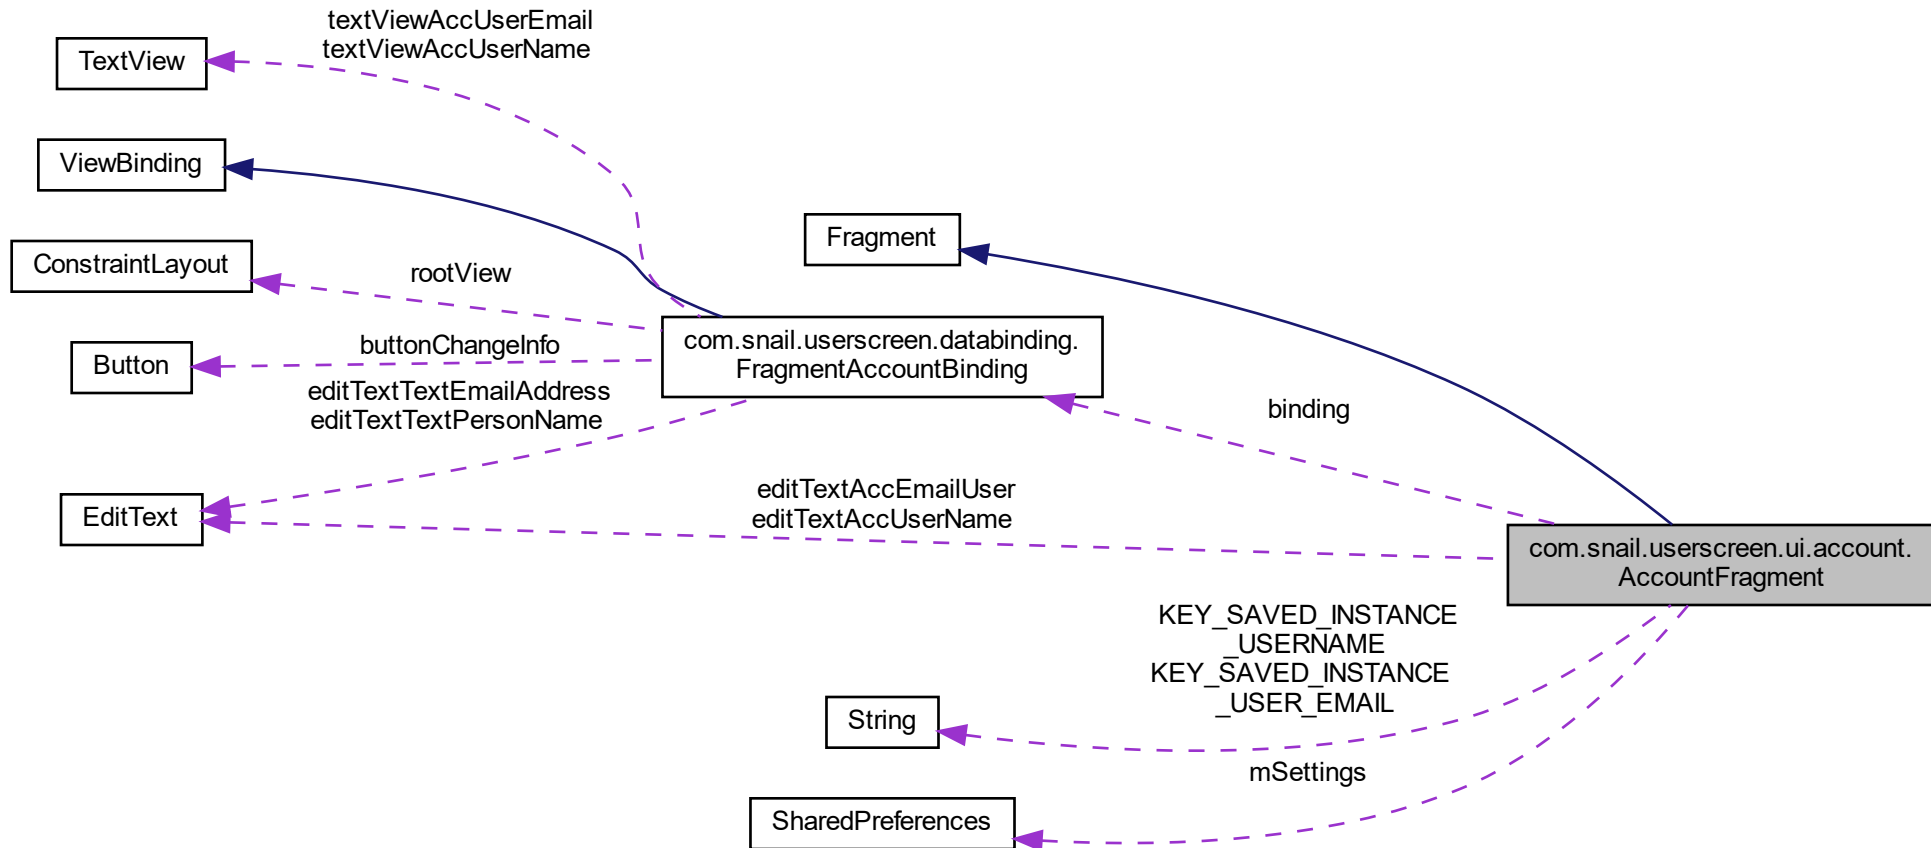 textViewAccUserEmail
textViewAccUserName
TextView
ViewBinding
Fragment
ConstraintLayout
rootView
com.snail.userscreen.databinding.
FragmentAccountBinding
buttonChangeInfo
Button
editTextTextEmailAddress
editTextTextPersonName
binding
editTextAccEmailUser
editTextAccUserName
EditText
com.snail.userscreen.ui.account.
AccountFragment
KEY_SAVED_INSTANCE
_USERNAME
KEY_SAVED_INSTANCE
_USER_EMAIL
String
mSettings
SharedPreferences